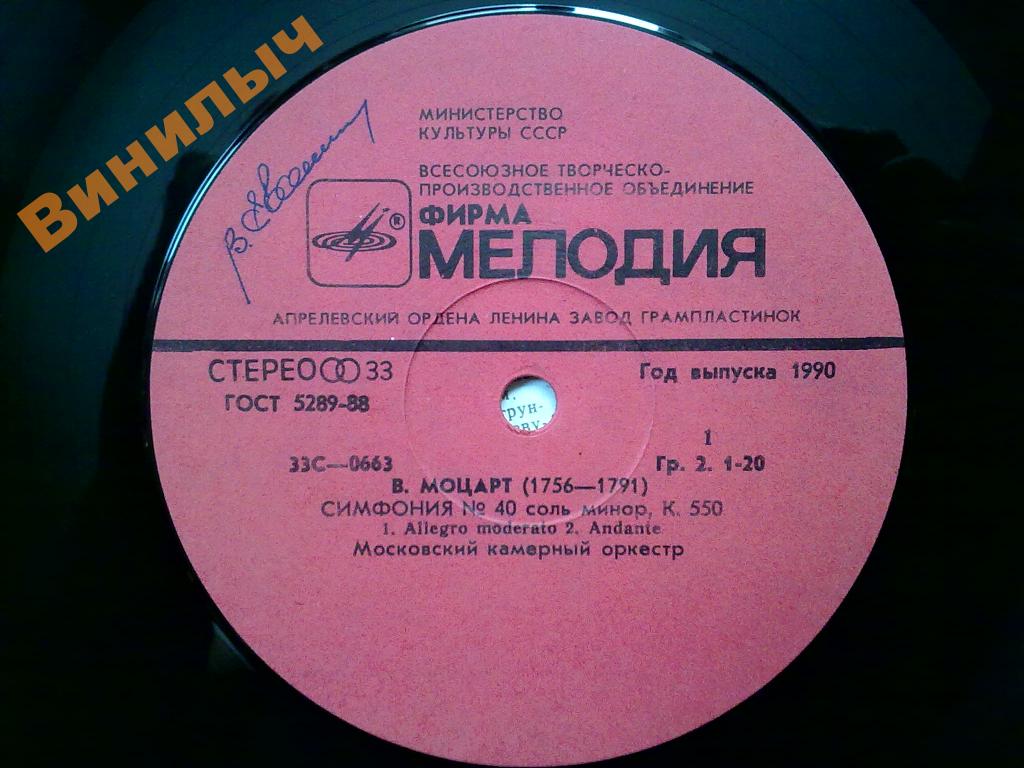 Винилыч
МИНИСТЕРСТВО
КУЛЬТУРЫ СССР
ВСЕСОЮЗНОЕ ТВОРЧЕСКО-
ПРОИЗВОДСТВЕННОЕ ОБЪЕДИНЕНИЕ
ФИРМА
®
МЕЛОДИЯ
АПРЕЛЕВСКИЙ ОРДЕНА ЛЕНИНА ЗАВОД ГРАМПЛАСТИНОК
СТЕРЕО 33
Год выпуска 1990
ГОСТ 5289-88
рун-
1
33С—0663
Гр. 2. 1-20
В. МОЦАРТ (1756—1791)
СИМФОНИЯ № 40 соль минор, К. 550
1. Allegro moderato 2. Andante
Московский камерный оркестр